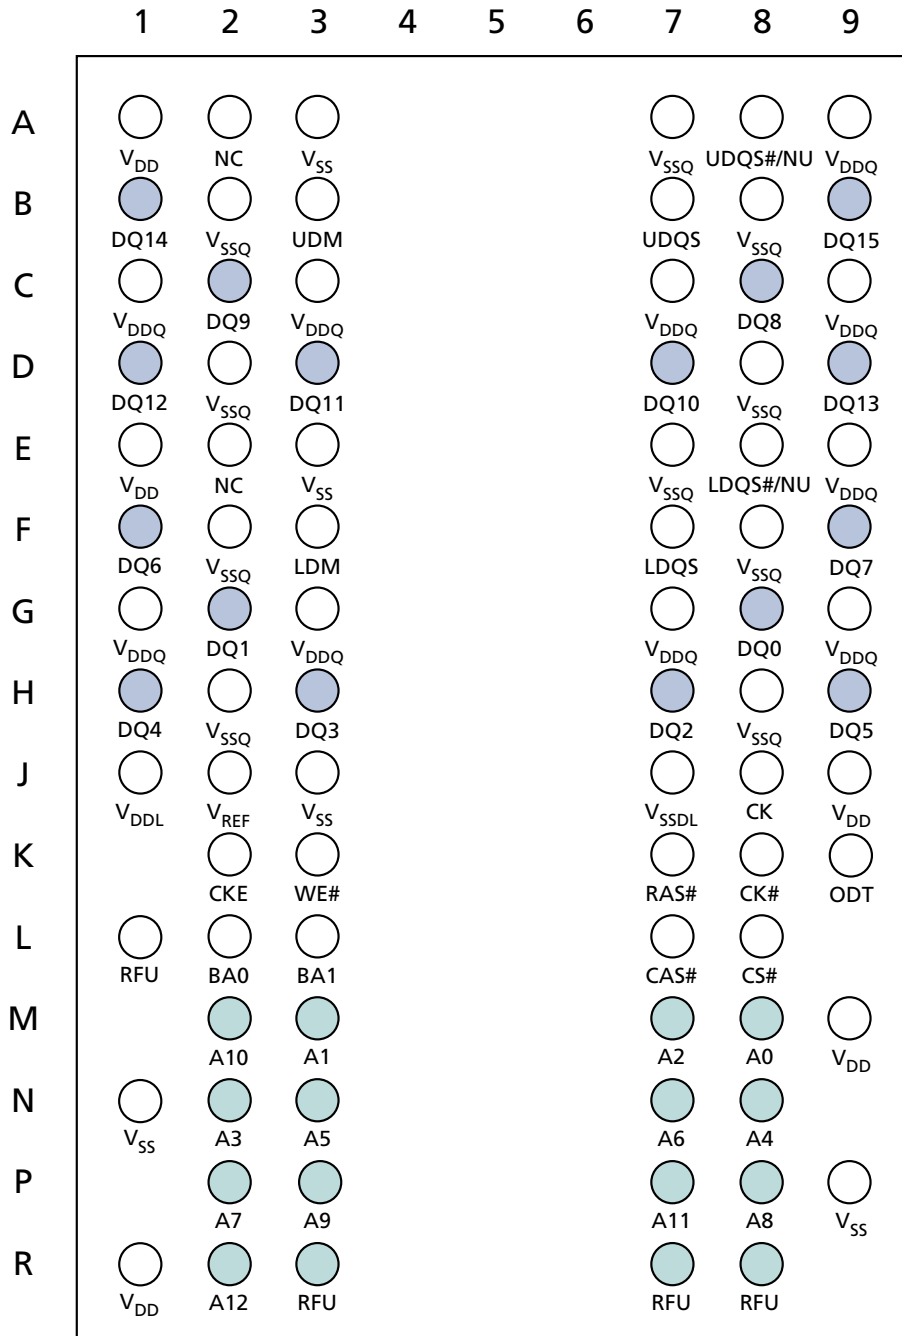 1 2 3 4 5 6 7 8 9
A
VDD NC VSS VSSQ UDQS#/NU VDDQ
B
DQ14 VSSQ UDM UDQS VSSQ DQ15
C
VDDQ DQ9 VDDQ VDDQ DQ8 VDDQ
D
DQ12 VSSQ DQ11 DQ10 VSSQ DQ13
E
VDD NC VSS VSSQ LDQS#/NU VDDQ
F
DQ6 VSSQ LDM LDQS VSSQ DQ7
G
VDDQ DQ1 VDDQ VDDQ DQ0 VDDQ
H
DQ4 VSSQ DQ3 DQ2 VSSQ DQ5
J
VDDL VREF VSS VSSDL CK VDD
K
CKE WE# RAS# CK# ODT
L
RFU BA0 BA1 CAS# CS#
M
A10 A1 A2 A0 VDD
N
VSS A3 A5 A6 A4
P
A7 A9 A11 A8 VSS
R
VDD A12 RFU RFU RFU